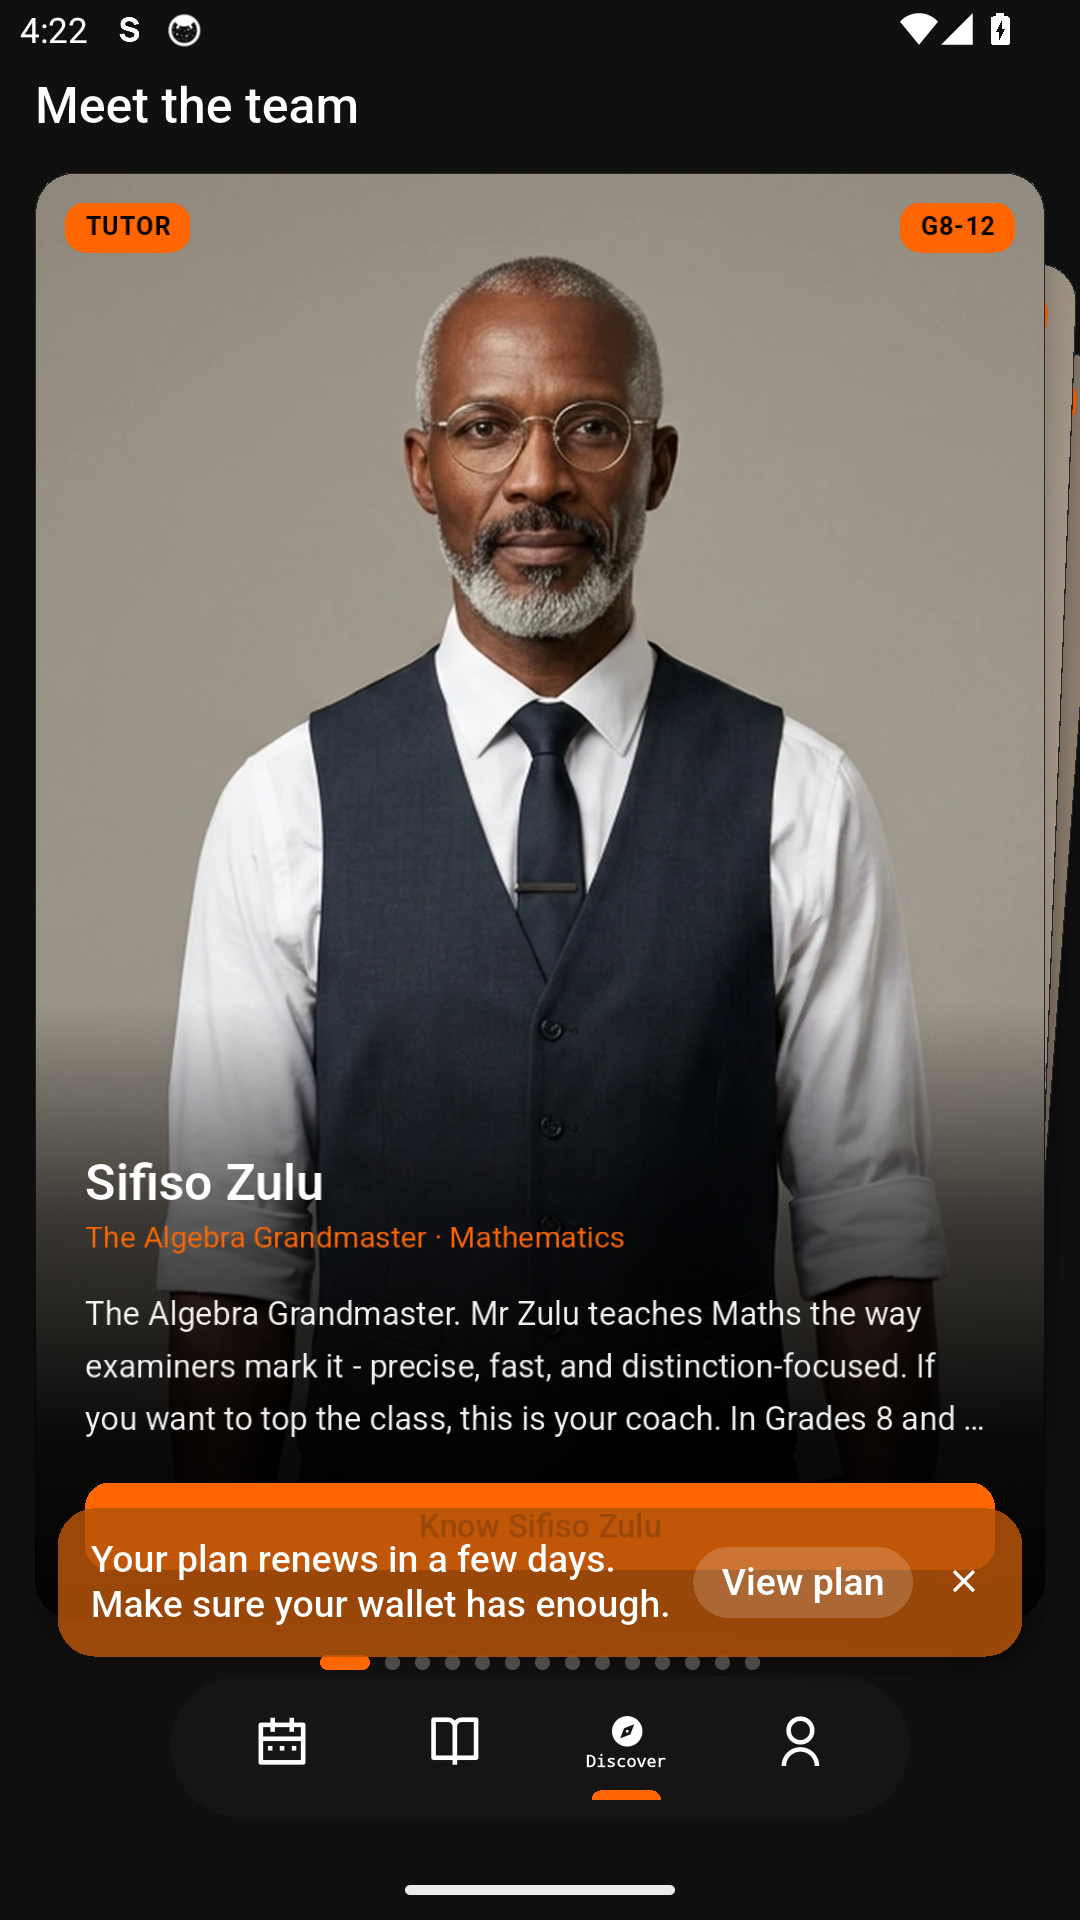 4:22 S
Meet the team
TUTOR
G8-12
Sifiso Zulu
The Algebra Grandmaster · Mathematics
The Algebra Grandmaster. Mr Zulu teaches Maths the way
examiners mark it - precise, fast, and distinction-focused. If
you want to top the class, this is your coach. In Grades 8 and ...
Know Sifiso Zulu
Your plan renews in a few days.
Make sure your wallet has enough.
View plan
Discover